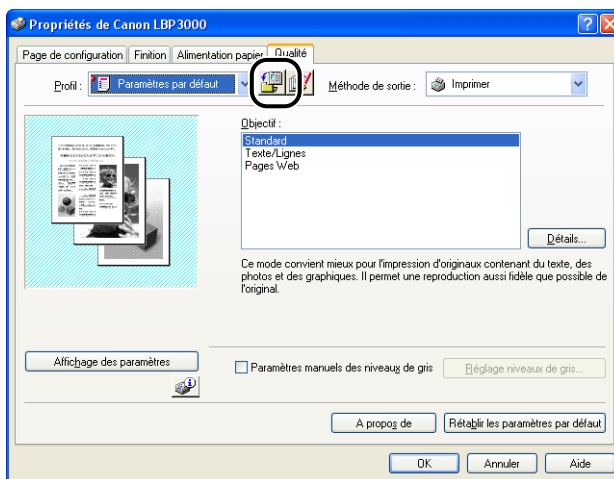 Propriétés de Canon LBP3000
Page de configuration Finition Alimentation papier Qualité
Profil : Paramètres par défaut Méthode de sortie : Imprimer
Objectif :
Standard
Texte/Lignes
Pages Web
Détails...
Ce mode convient mieux pour l'impression d'originaux contenant du texte, des
photos et des graphiques. Il permet une reproduction aussi fidèle que possible de
l'original.
Affichage des paramètres
Paramètres manuels des niveaux de gris Réglage niveaux de gris...
A propos de Rétablir les paramètres par défaut
OK Annuler Aide